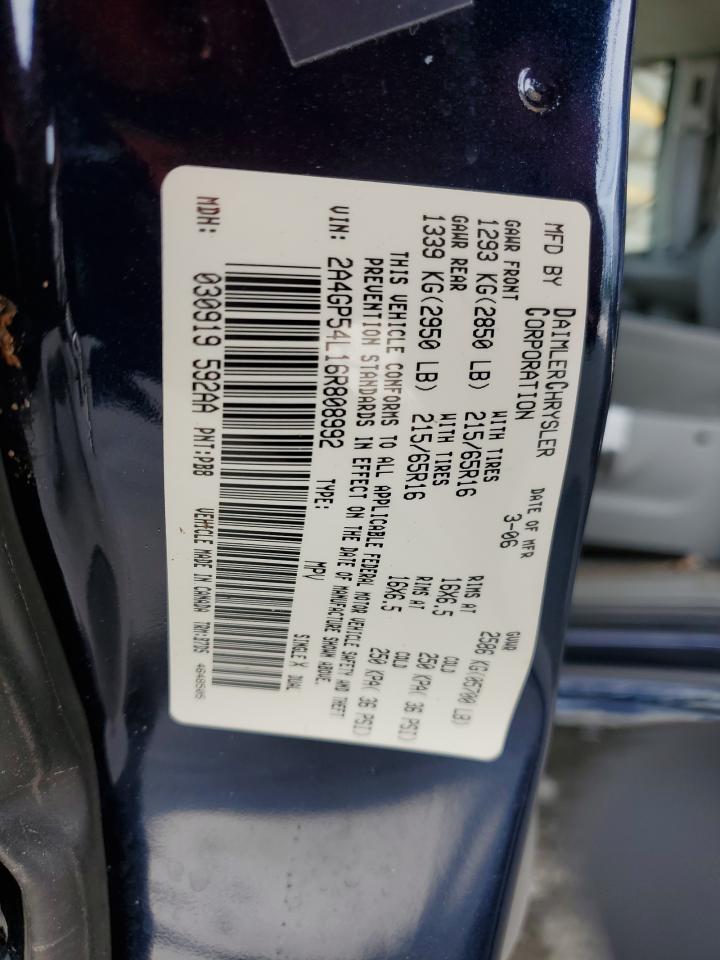 MFD BY DAIMLERCHRYSLER CORPORATION
DATE OF MFR 3-06
GVWR 2586 KG(05700 LB)
GAWR FRONT WITH TIRES RIMS AT COLD
1293 KG(2850 LB) 215/65R16 16X6.5 250 KPA( 36 PSI)
GAWR REAR WITH TIRES RIMS AT COLD
1339 KG(2950 LB) 215/65R16 16X6.5 250 KPA( 36 PSI)
THIS VEHICLE CONFORMS TO ALL APPLICABLE FEDERAL MOTOR VEHICLE SAFETY AND THEFT
PREVENTION STANDARDS IN EFFECT ON THE DATE OF MANUFACTURE SHOWN ABOVE.
VIN: 2A4GP54L16R808992 TYPE: MPV SINGLE X DUAL
MDH: 030919 592AA PNT:PB8 VEHICLE MADE IN CANADA